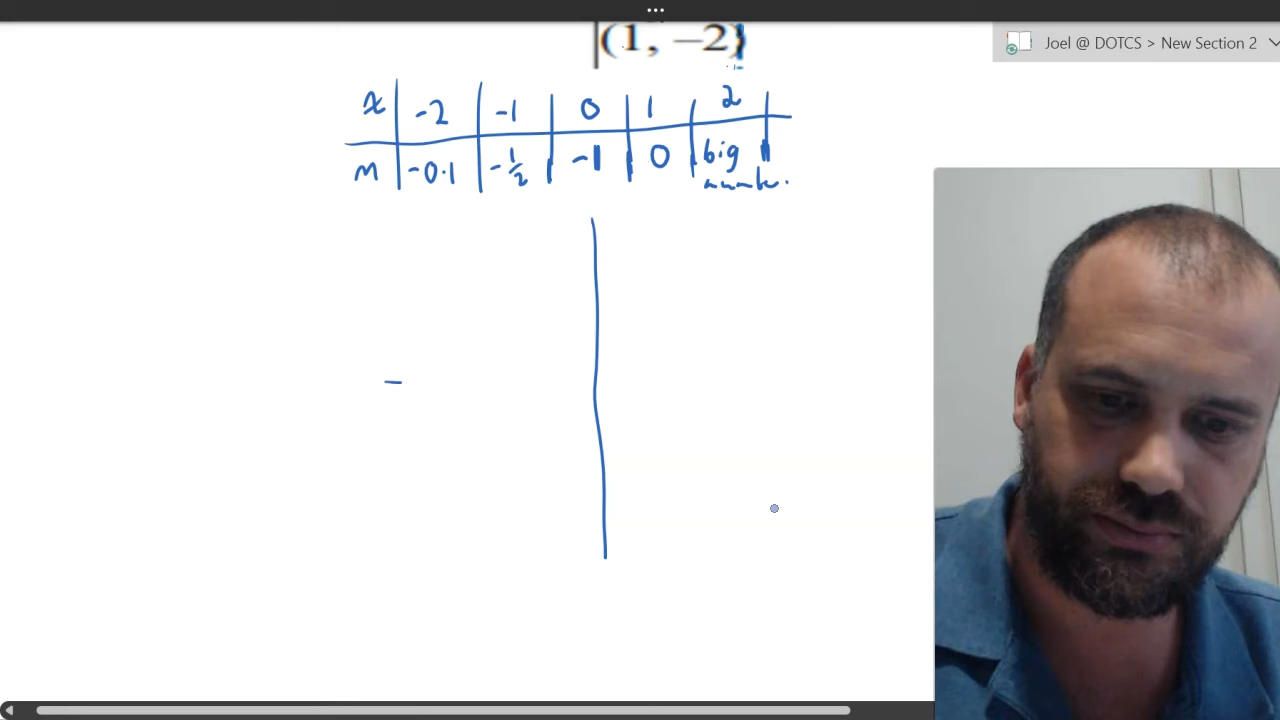 ...
(1, −2)
Joel @ DOTCS > New Section 2
x -2 -1 0 1 2
m -0.1 -1/2 -1 0 big